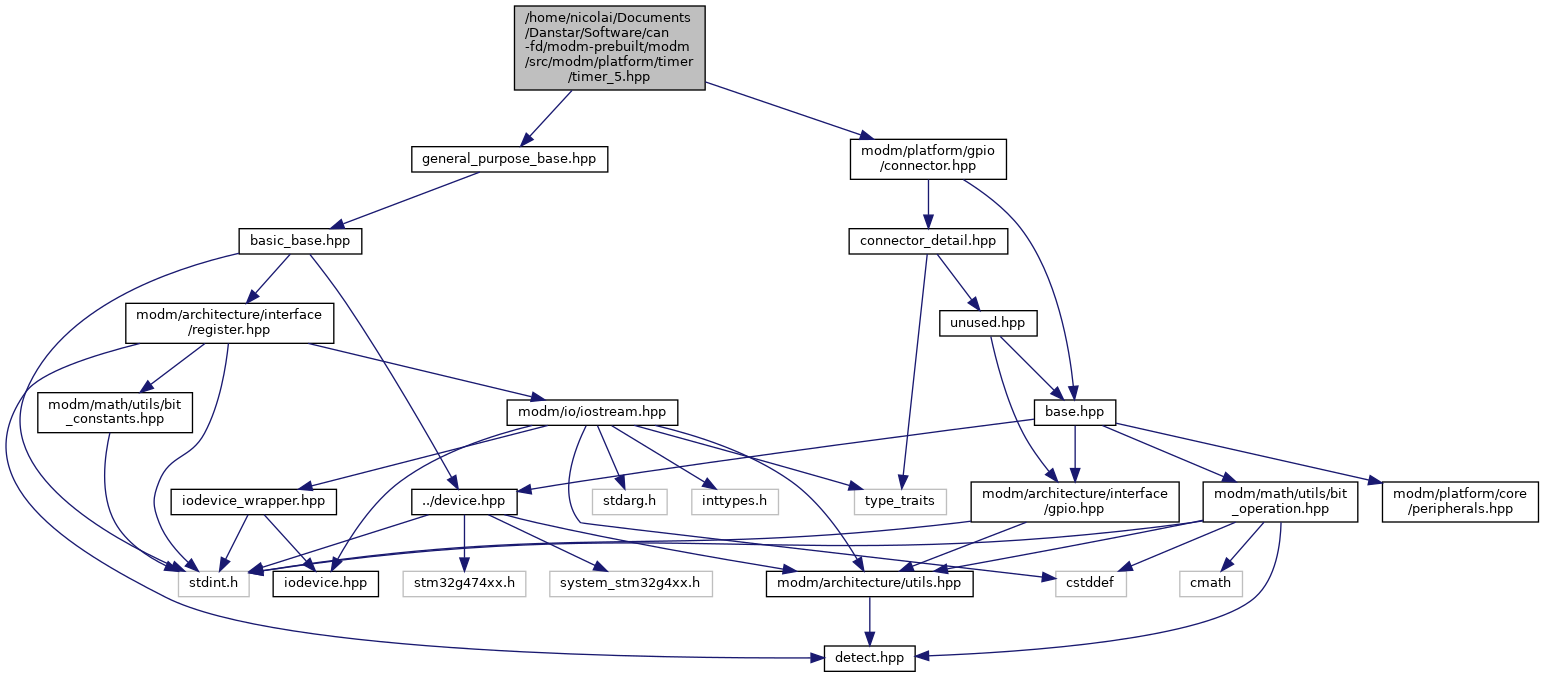 /home/nicolai/Documents
/Danstar/Software/can
-fd/modm-prebuilt/modm
/src/modm/platform/timer
/timer_5.hpp
general_purpose_base.hpp
modm/platform/gpio
/connector.hpp
basic_base.hpp
connector_detail.hpp
modm/architecture/interface
/register.hpp
unused.hpp
modm/math/utils/bit
_constants.hpp
modm/io/iostream.hpp
base.hpp
iodevice_wrapper.hpp
../device.hpp
stdarg.h
inttypes.h
type_traits
modm/architecture/interface
/gpio.hpp
modm/math/utils/bit
_operation.hpp
modm/platform/core
/peripherals.hpp
stdint.h
iodevice.hpp
stm32g474xx.h
system_stm32g4xx.h
modm/architecture/utils.hpp
cstddef
cmath
detect.hpp